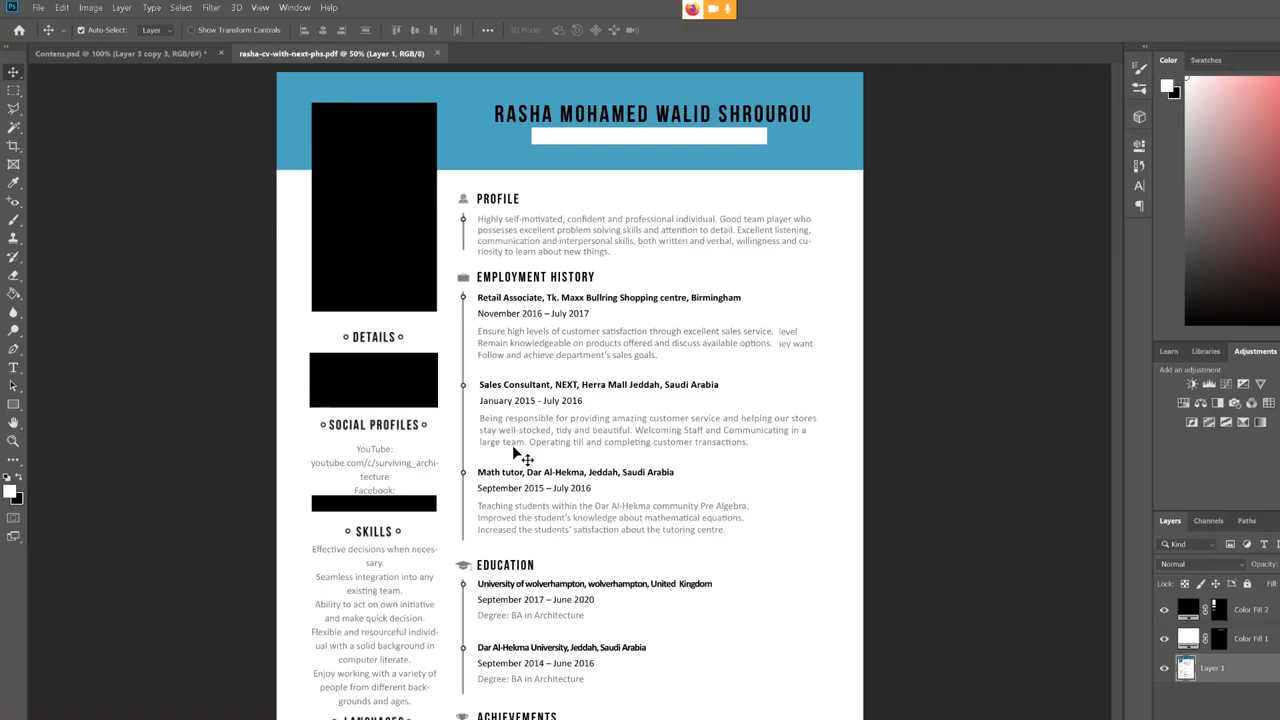 File Edit Image Layer Type Select Filter 3D View Window Help
Auto-Select: Layer Show Transform Controls 3D Mode:
Contens.psd @ 100% (Layer 3 copy 3, RGB/8#) *
rasha-cv-with-next-phs.pdf @ 50% (Layer 1, RGB/8)
RASHA MOHAMED WALID SHROUROU
PROFILE
Highly self-motivated, confident and professional individual. Good team player who
possesses excellent problem solving skills and attention to detail. Excellent listening,
communication and interpersonal skills, both written and verbal, willingness and cu-
riosity to learn about new things.
EMPLOYMENT HISTORY
Retail Associate, Tk. Maxx Bullring Shopping centre, Birmingham
November 2016 – July 2017
Ensure high levels of customer satisfaction through excellent sales service. level
Remain knowledgeable on products offered and discuss available options. hey want
Follow and achieve department's sales goals.
Sales Consultant, NEXT, Herra Mall Jeddah, Saudi Arabia
January 2015 - July 2016
Being responsible for providing amazing customer service and helping our stores
stay well-stocked, tidy and beautiful. Welcoming Staff and Communicating in a
large team. Operating till and completing customer transactions.
Math tutor, Dar Al-Hekma, Jeddah, Saudi Arabia
September 2015 – July 2016
Teaching students within the Dar Al-Hekma community Pre Algebra.
Improved the student's knowledge about mathematical equations.
Increased the students' satisfaction about the tutoring centre.
EDUCATION
University of wolverhampton, wolverhampton, United Kingdom
September 2017 – June 2020
Degree: BA in Architecture
Dar Al-Hekma University, Jeddah, Saudi Arabia
September 2014 – June 2016
Degree: BA in Architecture
ACHIEVEMENTS
DETAILS
SOCIAL PROFILES
YouTube:
youtube.com/c/surviving_archi-
tecture
Facebook:
SKILLS
Effective decisions when neces-
sary.
Seamless integration into any
existing team.
Ability to act on own initiative
and make quick decision.
Flexible and resourceful individ-
ual with a solid background in
computer literate.
Enjoy working with a variety of
people from different back-
grounds and ages.
LANGUAGES
Color Swatches
Learn Libraries Adjustments
Add an adjustment
Layers Channels Paths
Kind
Normal Opacity:
Lock: Fill:
Color Fill 2
Color Fill 1
Layer 1